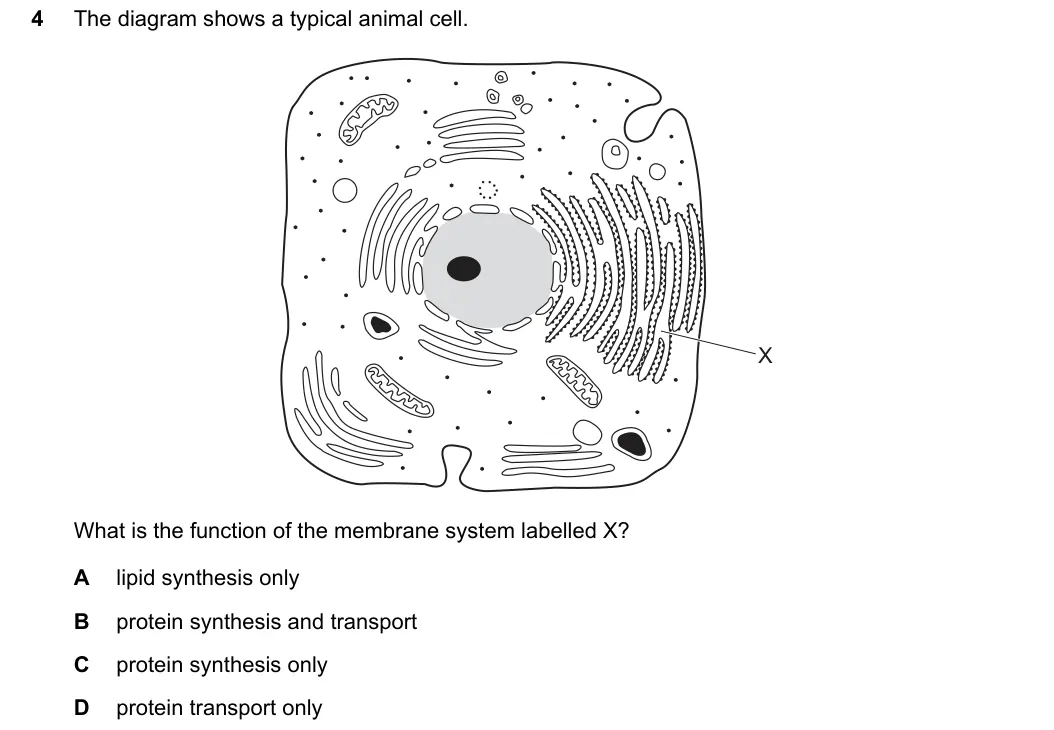 4 The diagram shows a typical animal cell.
X
What is the function of the membrane system labelled X?
A lipid synthesis only
B protein synthesis and transport
C protein synthesis only
D protein transport only